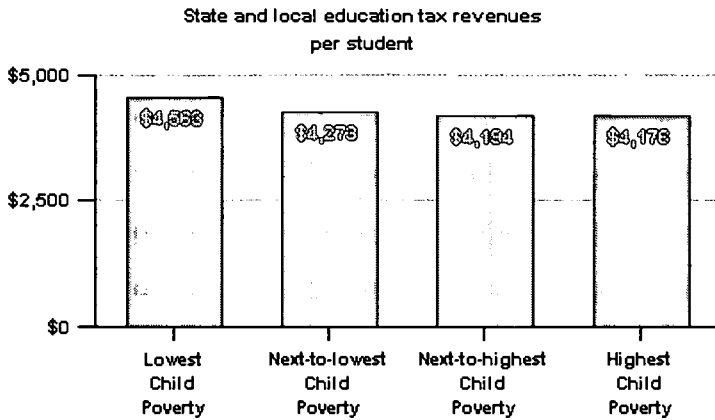 State and local education tax revenues
per student
$5,000
$4,273
$4,194
$2,500
$0
Lowest Next-to-lowest Next-to-highest Highest
Child Child Child Child
Poverty Poverty Poverty Poverty